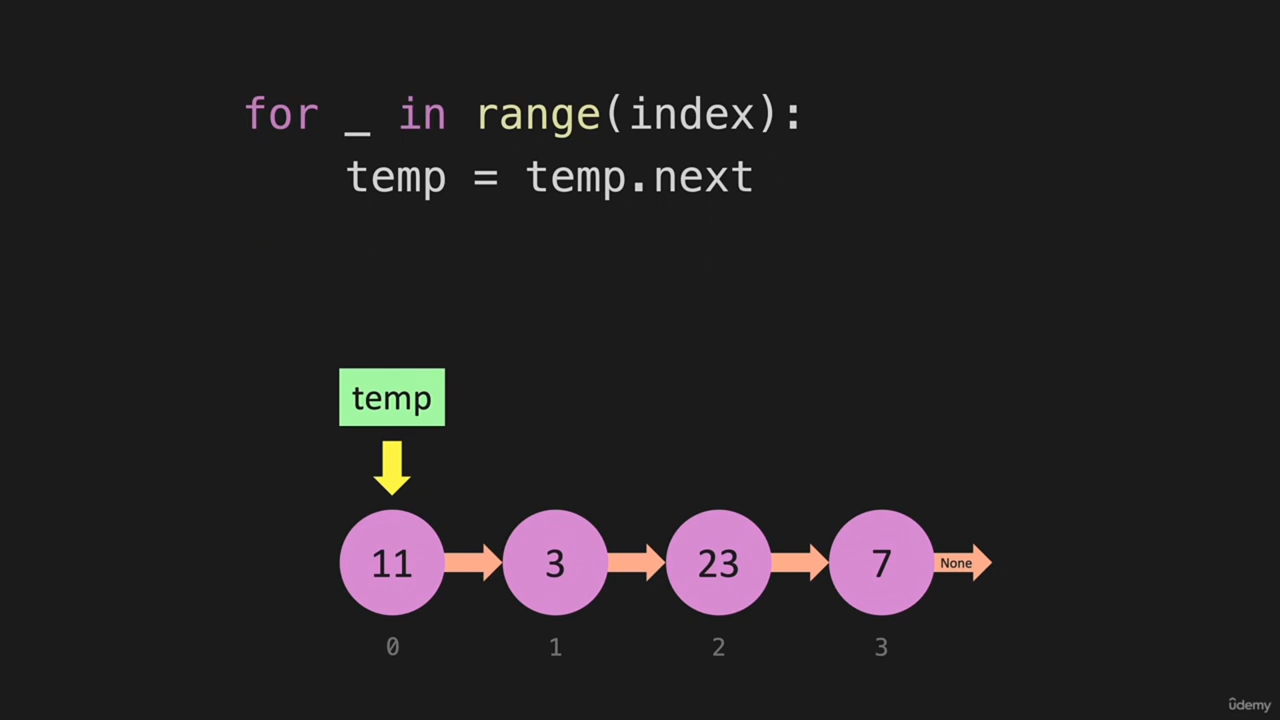 for _ in range(index):
    temp = temp.next
temp
11 3 23 7 None
0 1 2 3
ûdemy